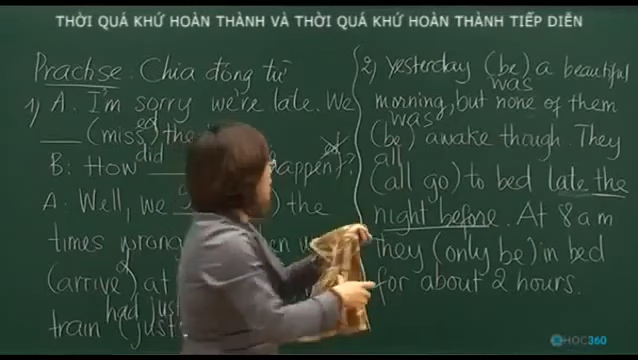 THỜI QUÁ KHỨ HOÀN THÀNH VÀ THỜI QUÁ KHỨ HOÀN THÀNH TIẾP DIỄN
Practise: Chia động từ
1) A. I'm sorry we're late. We
ed
(miss) the
did
B: How happen?
A. Well, we the
times wrong
(arrive) at
had just
train (just
2) yesterday (be) a beautiful
was
morning, but none of them
was
(be) awake though. They
all
(all go) to bed late the
night before. At 8 am
they (only be) in bed
for about 2 hours.
HOC360